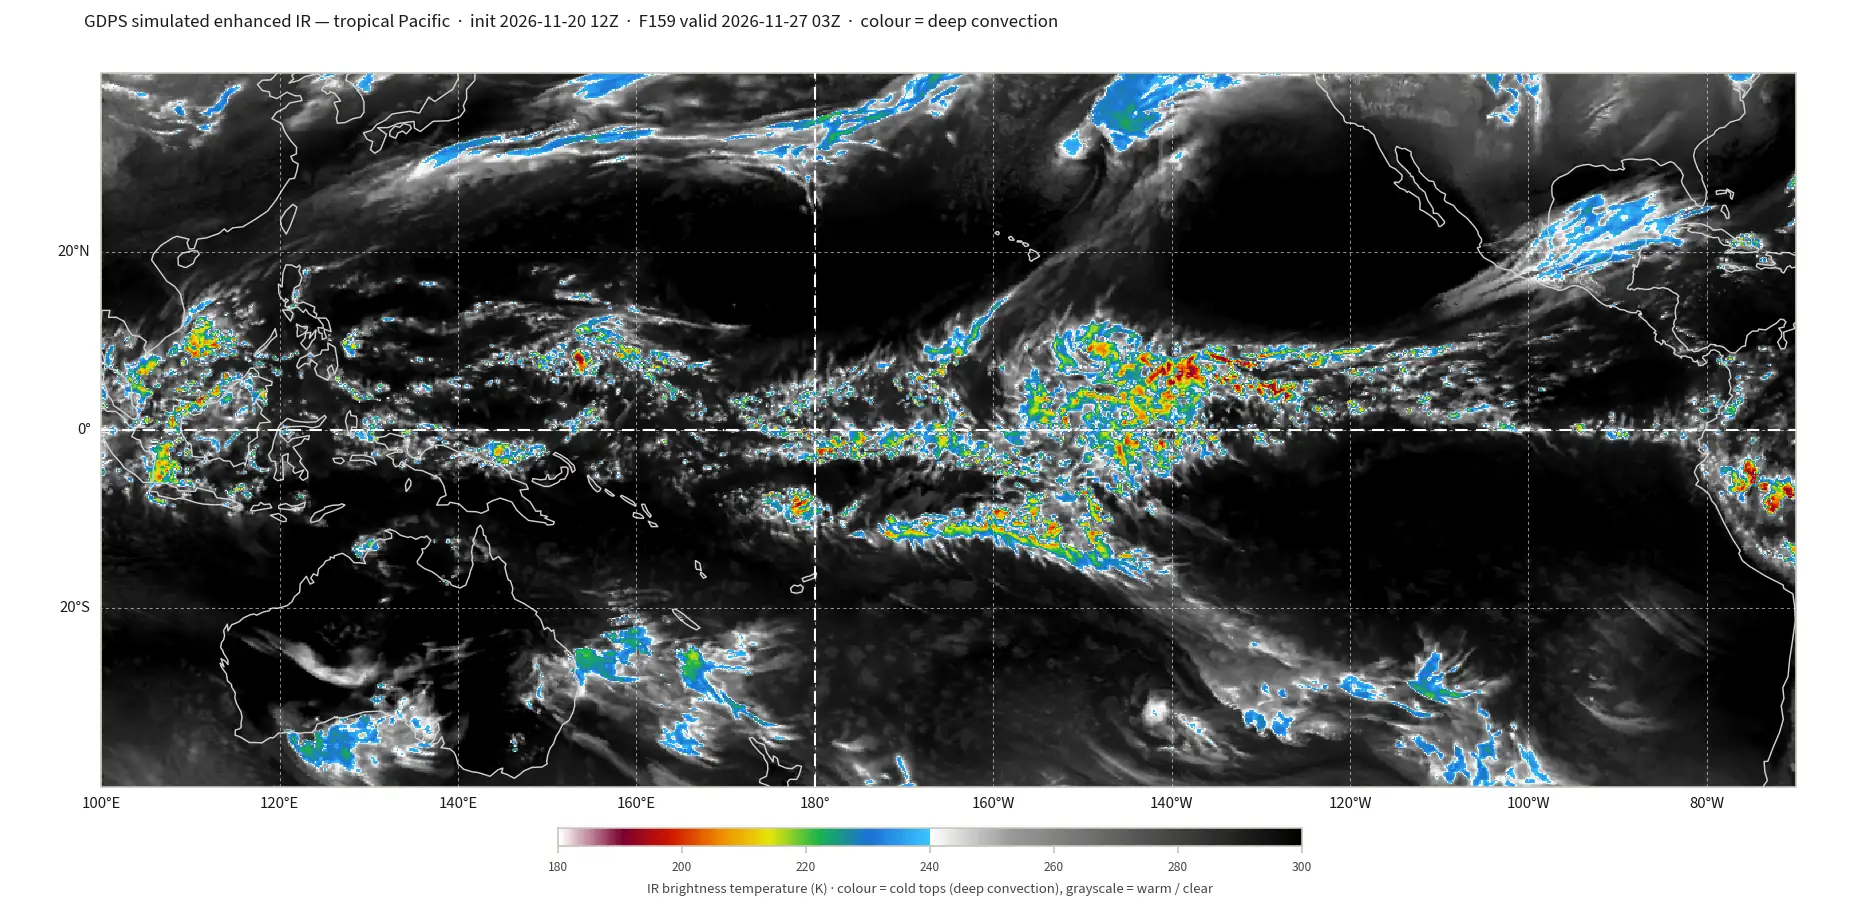 GDPS simulated enhanced IR — tropical Pacific · init 2026-11-20 12Z · F159 valid 2026-11-27 03Z · colour = deep convection
20°N
0°
20°S
100°E 120°E 140°E 160°E 180° 160°W 140°W 120°W 100°W 80°W
180 200 220 240 260 280 300
IR brightness temperature (K) · colour = cold tops (deep convection), grayscale = warm / clear